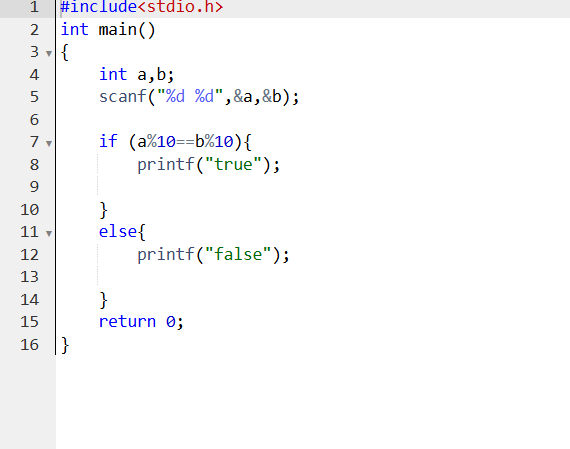 1 #include<stdio.h>
2 int main()
3 {
4     int a,b;
5     scanf("%d %d",&a,&b);
6
7     if (a%10==b%10){
8         printf("true");
9
10     }
11     else{
12         printf("false");
13
14     }
15     return 0;
16 }